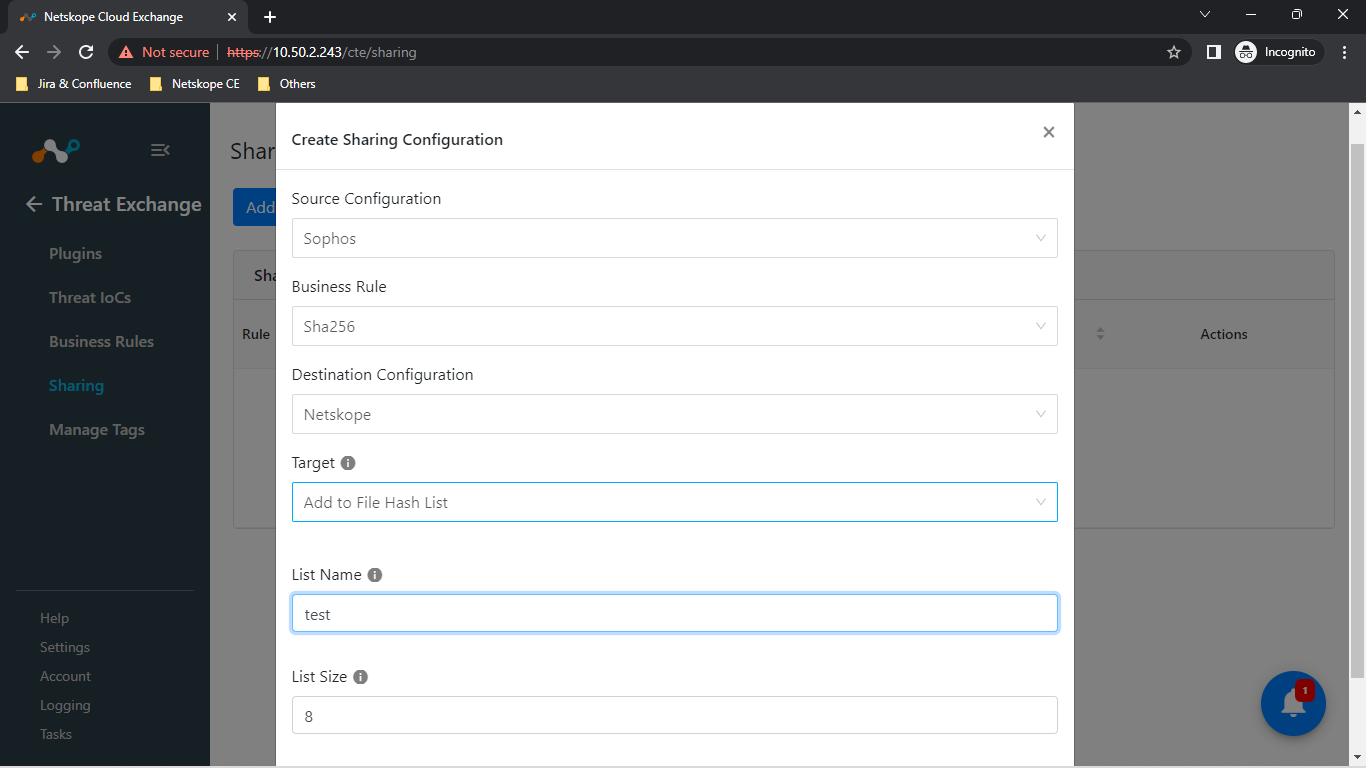 Netskope Cloud Exchange
Not secure
https://10.50.2.243/cte/sharing
Incognito
Jira & Confluence
Netskope CE
Others
Threat Exchange
Plugins
Threat IoCs
Business Rules
Sharing
Manage Tags
Help
Settings
Account
Logging
Tasks
Shar
Add
Sha
Rule
Actions
Create Sharing Configuration
Source Configuration
Sophos
Business Rule
Sha256
Destination Configuration
Netskope
Target
Add to File Hash List
List Name
test
List Size
8
1